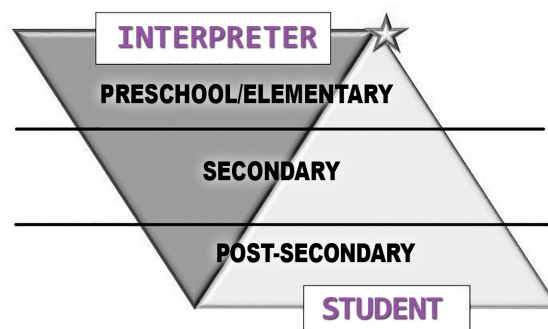 INTERPRETER
PRESCHOOL/ELEMENTARY
SECONDARY
POST-SECONDARY
STUDENT